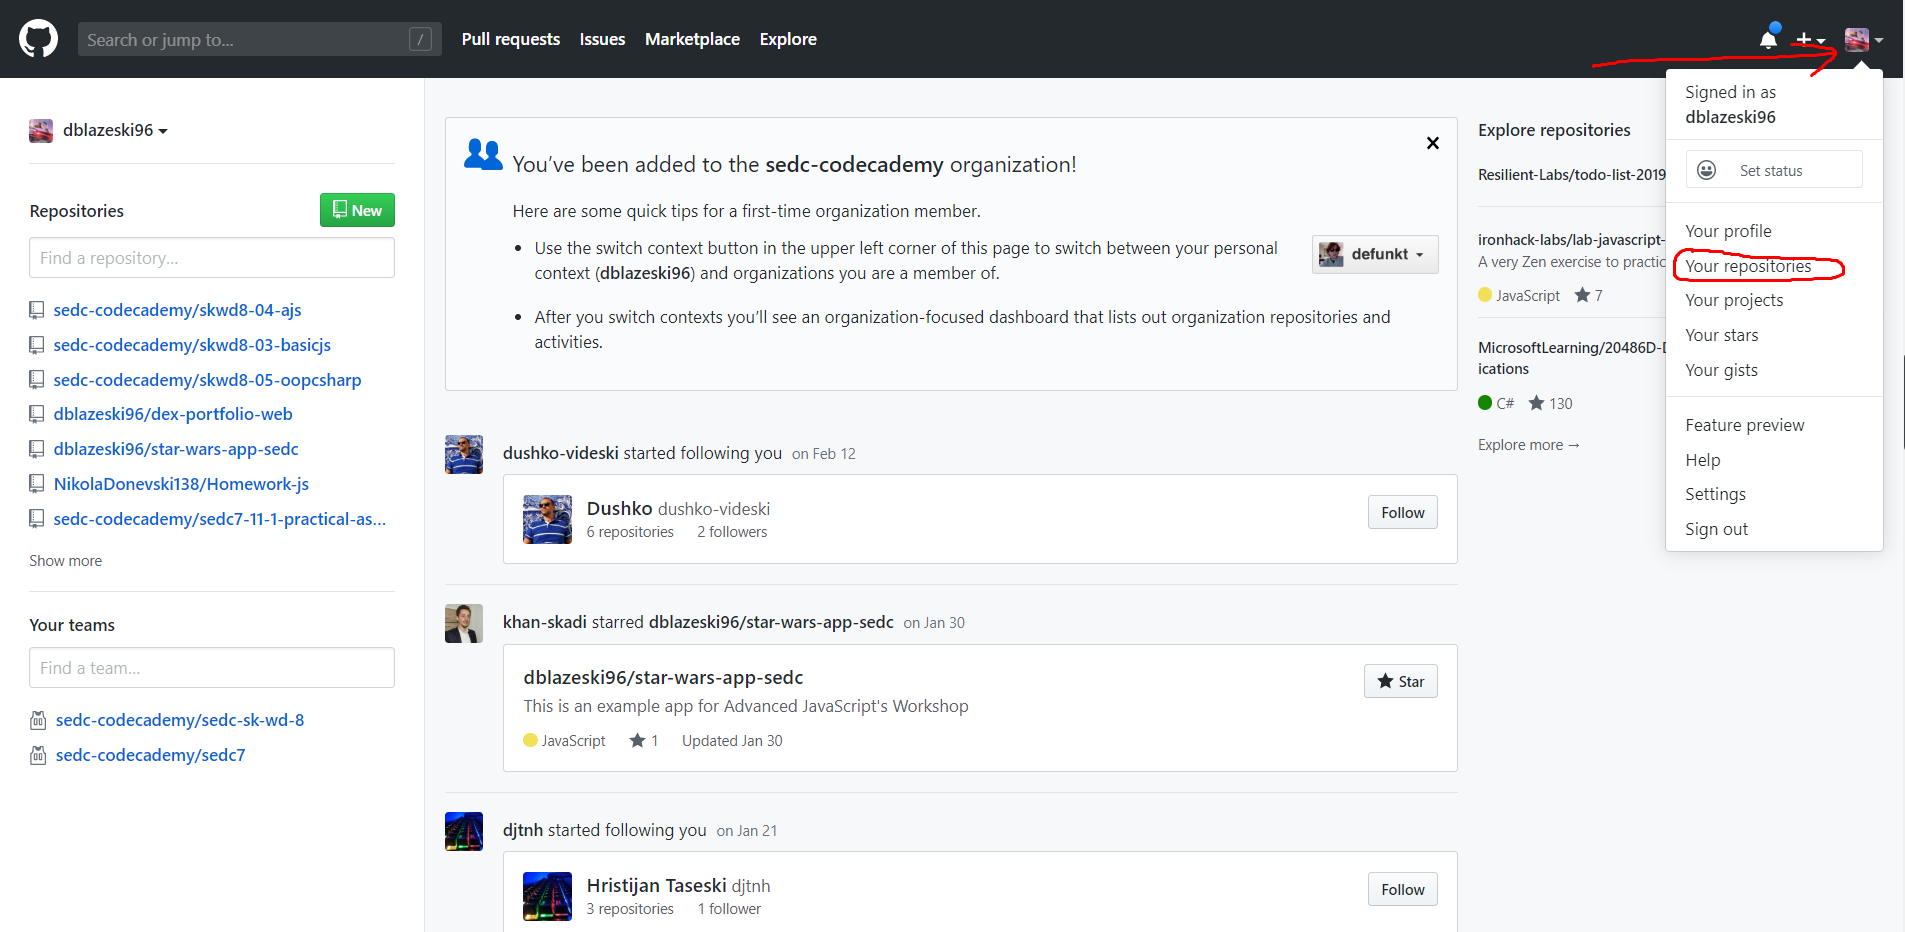 Search or jump to...
/
Pull requests
Issues
Marketplace
Explore
dblazeski96
Repositories
New
Find a repository...
sedc-codecademy/skwd8-04-ajs
sedc-codecademy/skwd8-03-basicjs
sedc-codecademy/skwd8-05-oopcsharp
dblazeski96/dex-portfolio-web
dblazeski96/star-wars-app-sedc
NikolaDonevski138/Homework-js
sedc-codecademy/sedc7-11-1-practical-as...
Show more
Your teams
Find a team...
sedc-codecademy/sedc-sk-wd-8
sedc-codecademy/sedc7
You've been added to the sedc-codecademy organization!
Here are some quick tips for a first-time organization member.
Use the switch context button in the upper left corner of this page to switch between your personal
context (dblazeski96) and organizations you are a member of.
defunkt
After you switch contexts you'll see an organization-focused dashboard that lists out organization repositories and
activities.
dushko-videski started following you on Feb 12
Dushko dushko-videski
6 repositories 2 followers
Follow
khan-skadi starred dblazeski96/star-wars-app-sedc on Jan 30
dblazeski96/star-wars-app-sedc
This is an example app for Advanced JavaScript's Workshop
JavaScript 1 Updated Jan 30
Star
djtnh started following you on Jan 21
Hristijan Taseski djtnh
3 repositories 1 follower
Follow
Explore repositories
Resilient-Labs/todo-list-2019
ironhack-labs/lab-javascript-
A very Zen exercise to practic
JavaScript 7
MicrosoftLearning/20486D-D
ications
C# 130
Explore more →
Signed in as
dblazeski96
Set status
Your profile
Your repositories
Your projects
Your stars
Your gists
Feature preview
Help
Settings
Sign out